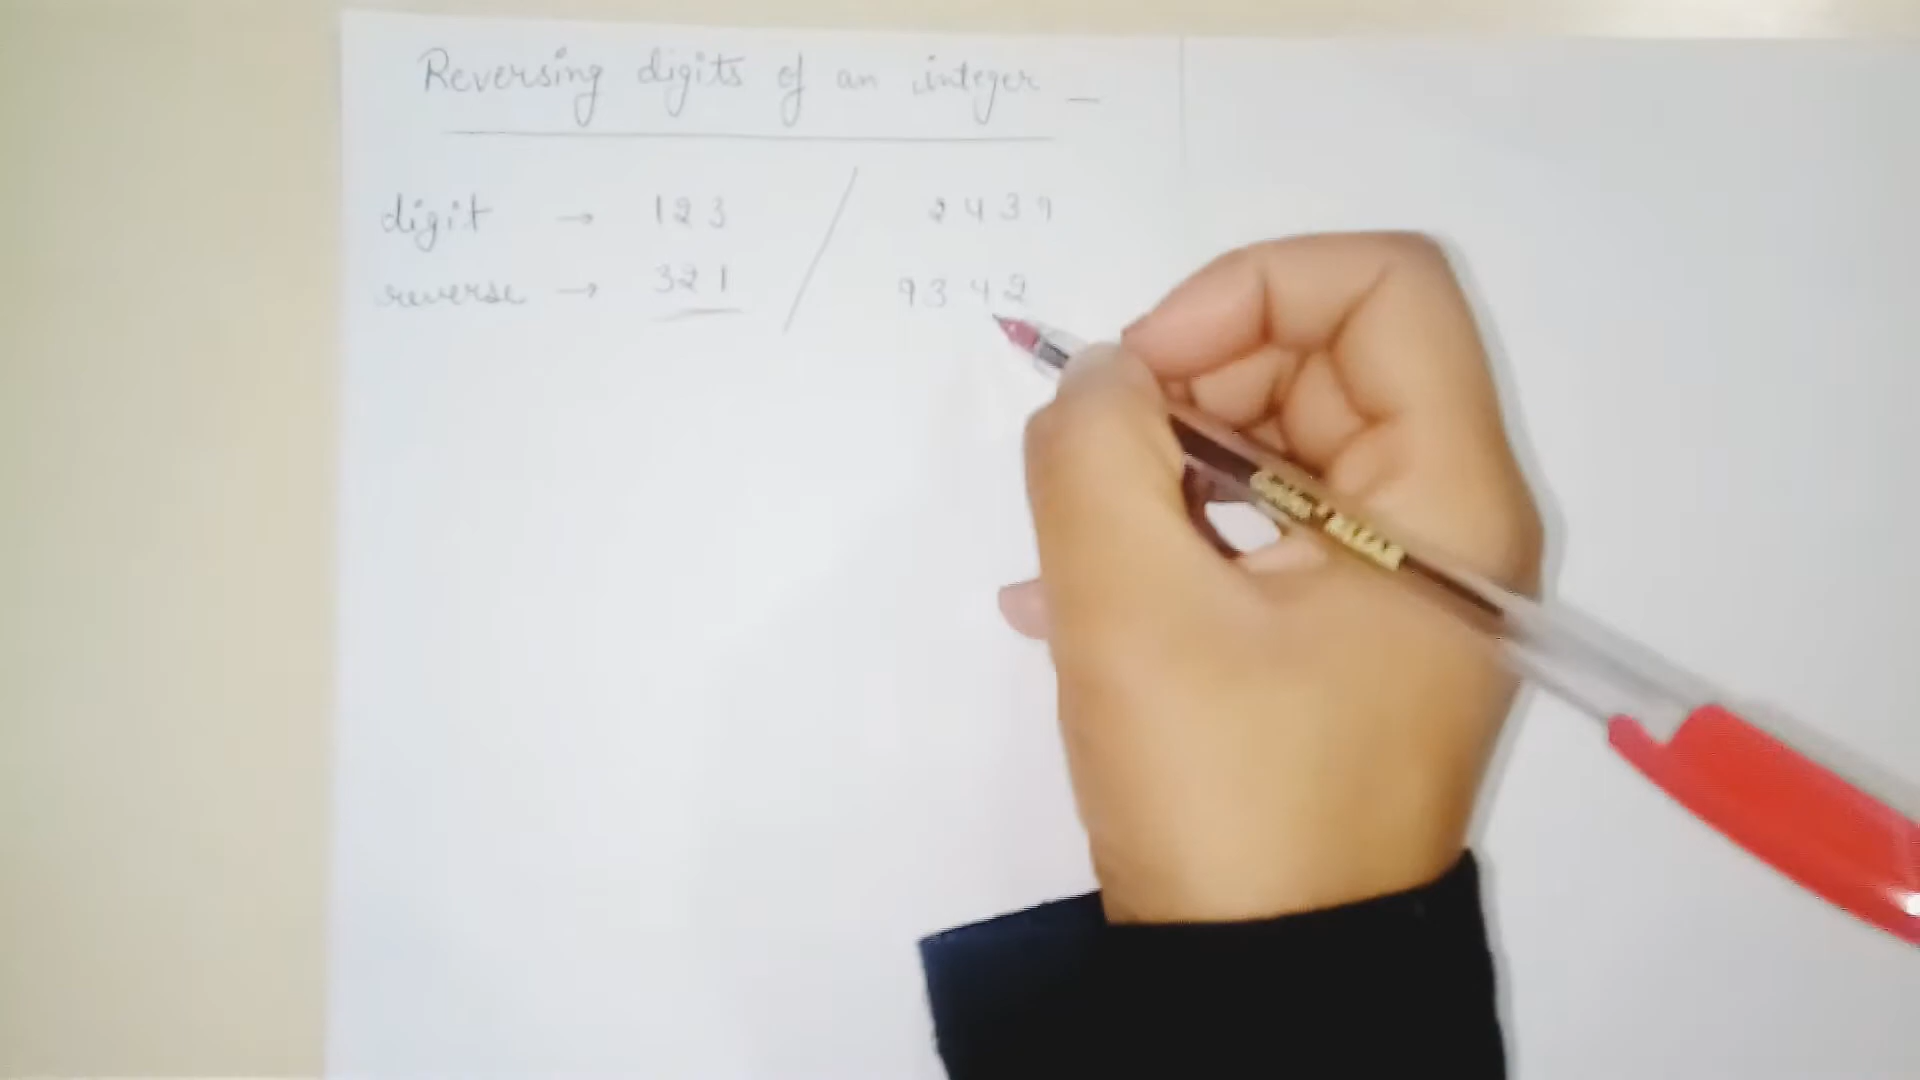 Reversing digits of an integer _
digit → 123 / 2439
reverse → 321 9342